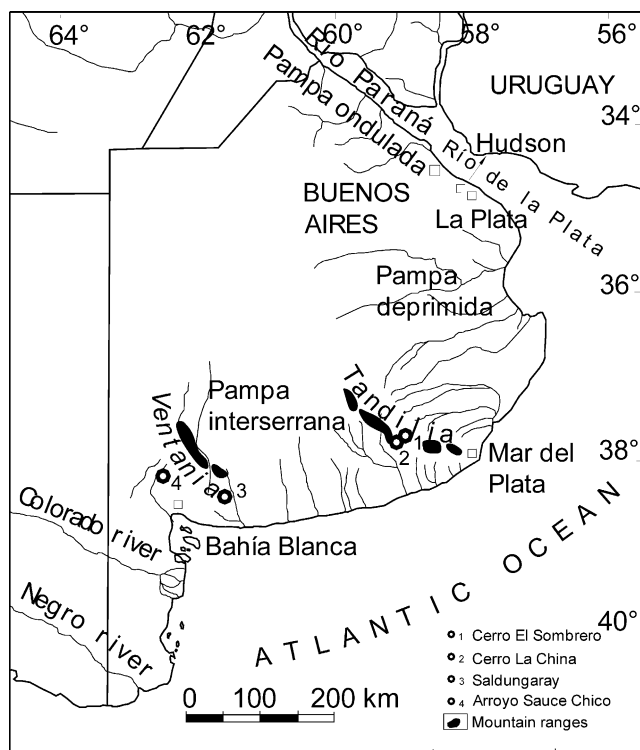 64°
62°
60°
58°
56°
Río Paraná
Pampa ondulada
URUGUAY
34°
Hudson
Río de la Plata
BUENOS
AIRES
La Plata
36°
Pampa
deprimida
Tandilia
Pampa
interserrana
Ventania
1
2
38°
Mar del
Plata
4
3
Colorado river
Bahía Blanca
Negro river
ATLANTIC OCEAN
40°
1 Cerro El Sombrero
2 Cerro La China
3 Saldungaray
4 Arroyo Sauce Chico
Mountain ranges
0 100 200 km